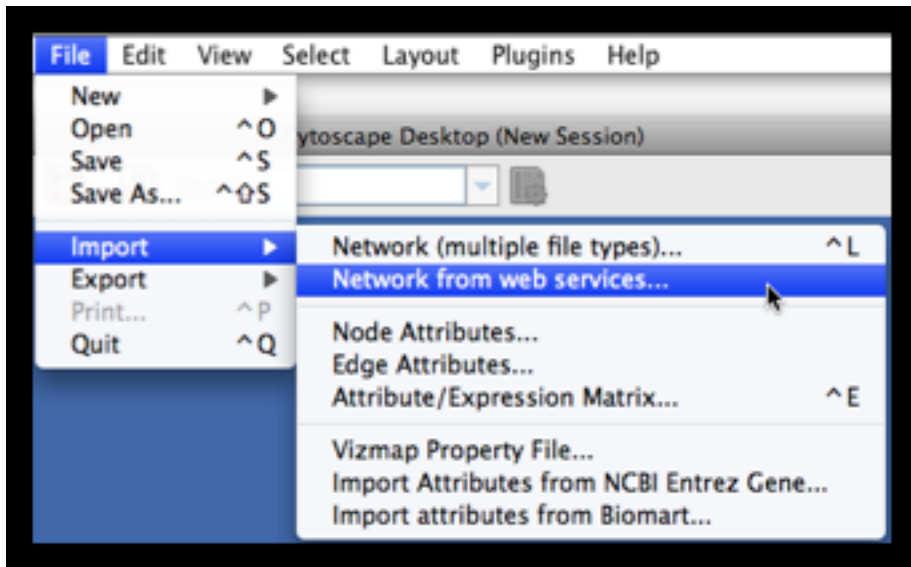 File Edit View Select Layout Plugins Help
New
Open ^O
ytoscape Desktop (New Session)
Save ^S
Save As... ^⇧S
Import
Network (multiple file types)... ^L
Export
Network from web services...
Print... ^P
Quit ^Q
Node Attributes...
Edge Attributes...
Attribute/Expression Matrix... ^E
Vizmap Property File...
Import Attributes from NCBI Entrez Gene...
Import attributes from Biomart...